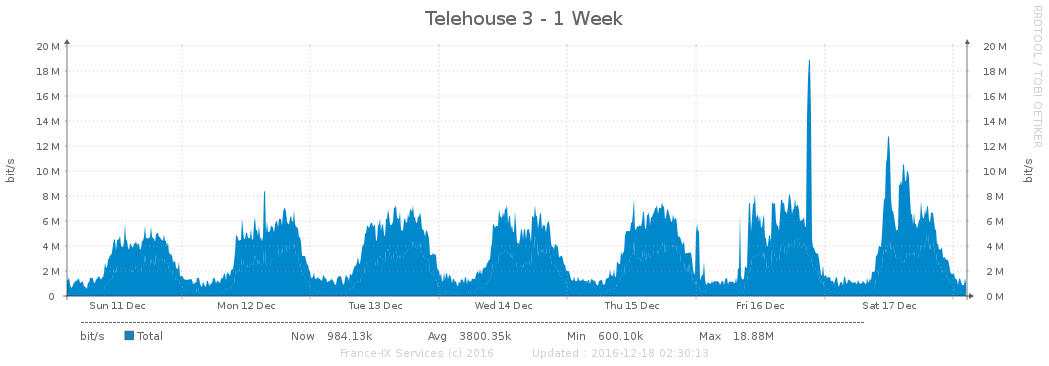 Telehouse 3 - 1 Week
RRDTOOL / TOBI OETIKER
bit/s
20 M 20 M
18 M 18 M
16 M 16 M
14 M 14 M
12 M 12 M
10 M 10 M
8 M 8 M
6 M 6 M
4 M 4 M
2 M 2 M
0 0 M
bit/s
Sun 11 Dec Mon 12 Dec Tue 13 Dec Wed 14 Dec Thu 15 Dec Fri 16 Dec Sat 17 Dec
bit/s Total Now 984.13k Avg 3800.35k Min 600.10k Max 18.88M
France-IX Services (c) 2016 Updated : 2016-12-18 02:30:13